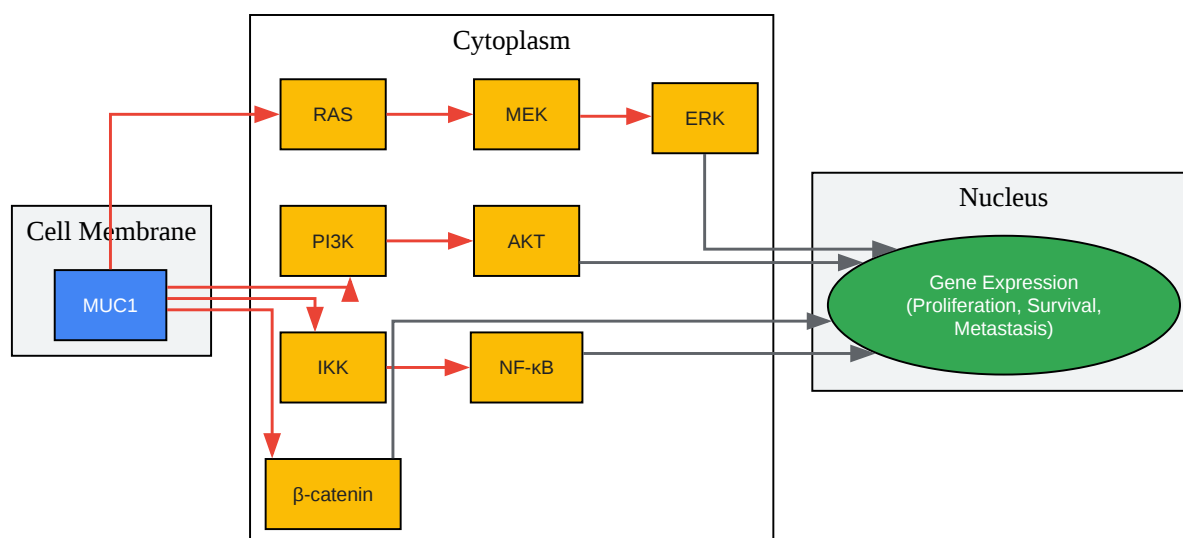 Cytoplasm
RAS
MEK
ERK
Cell Membrane
MUC1
PI3K
AKT
IKK
NF-κB
β-catenin
Nucleus
Gene Expression
(Proliferation, Survival,
Metastasis)